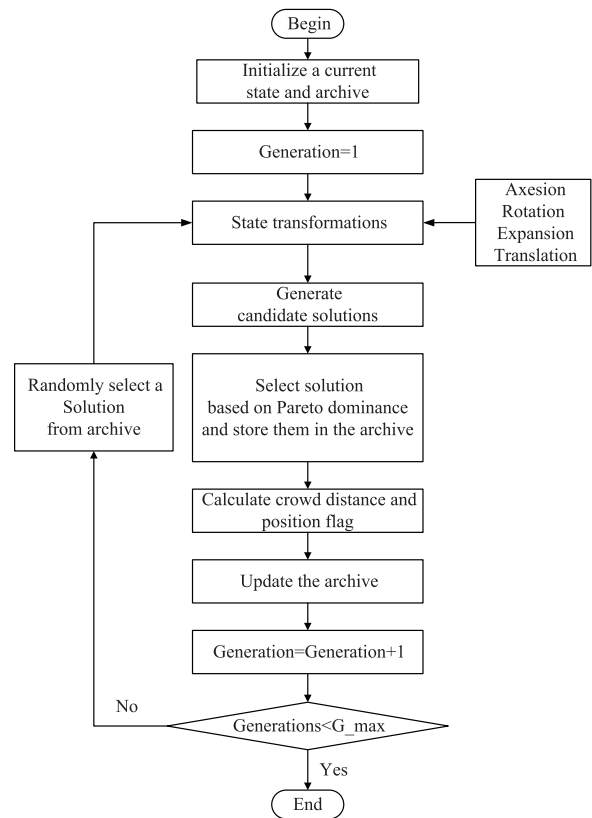 Begin
Initialize a current
state and archive
Generation=1
State transformations
Axesion
Rotation
Expansion
Translation
Generate
candidate solutions
Randomly select a
Solution
from archive
Select solution
based on Pareto dominance
and store them in the archive
Calculate crowd distance and
position flag
Update the archive
Generation=Generation+1
No
Generations<G_max
Yes
End